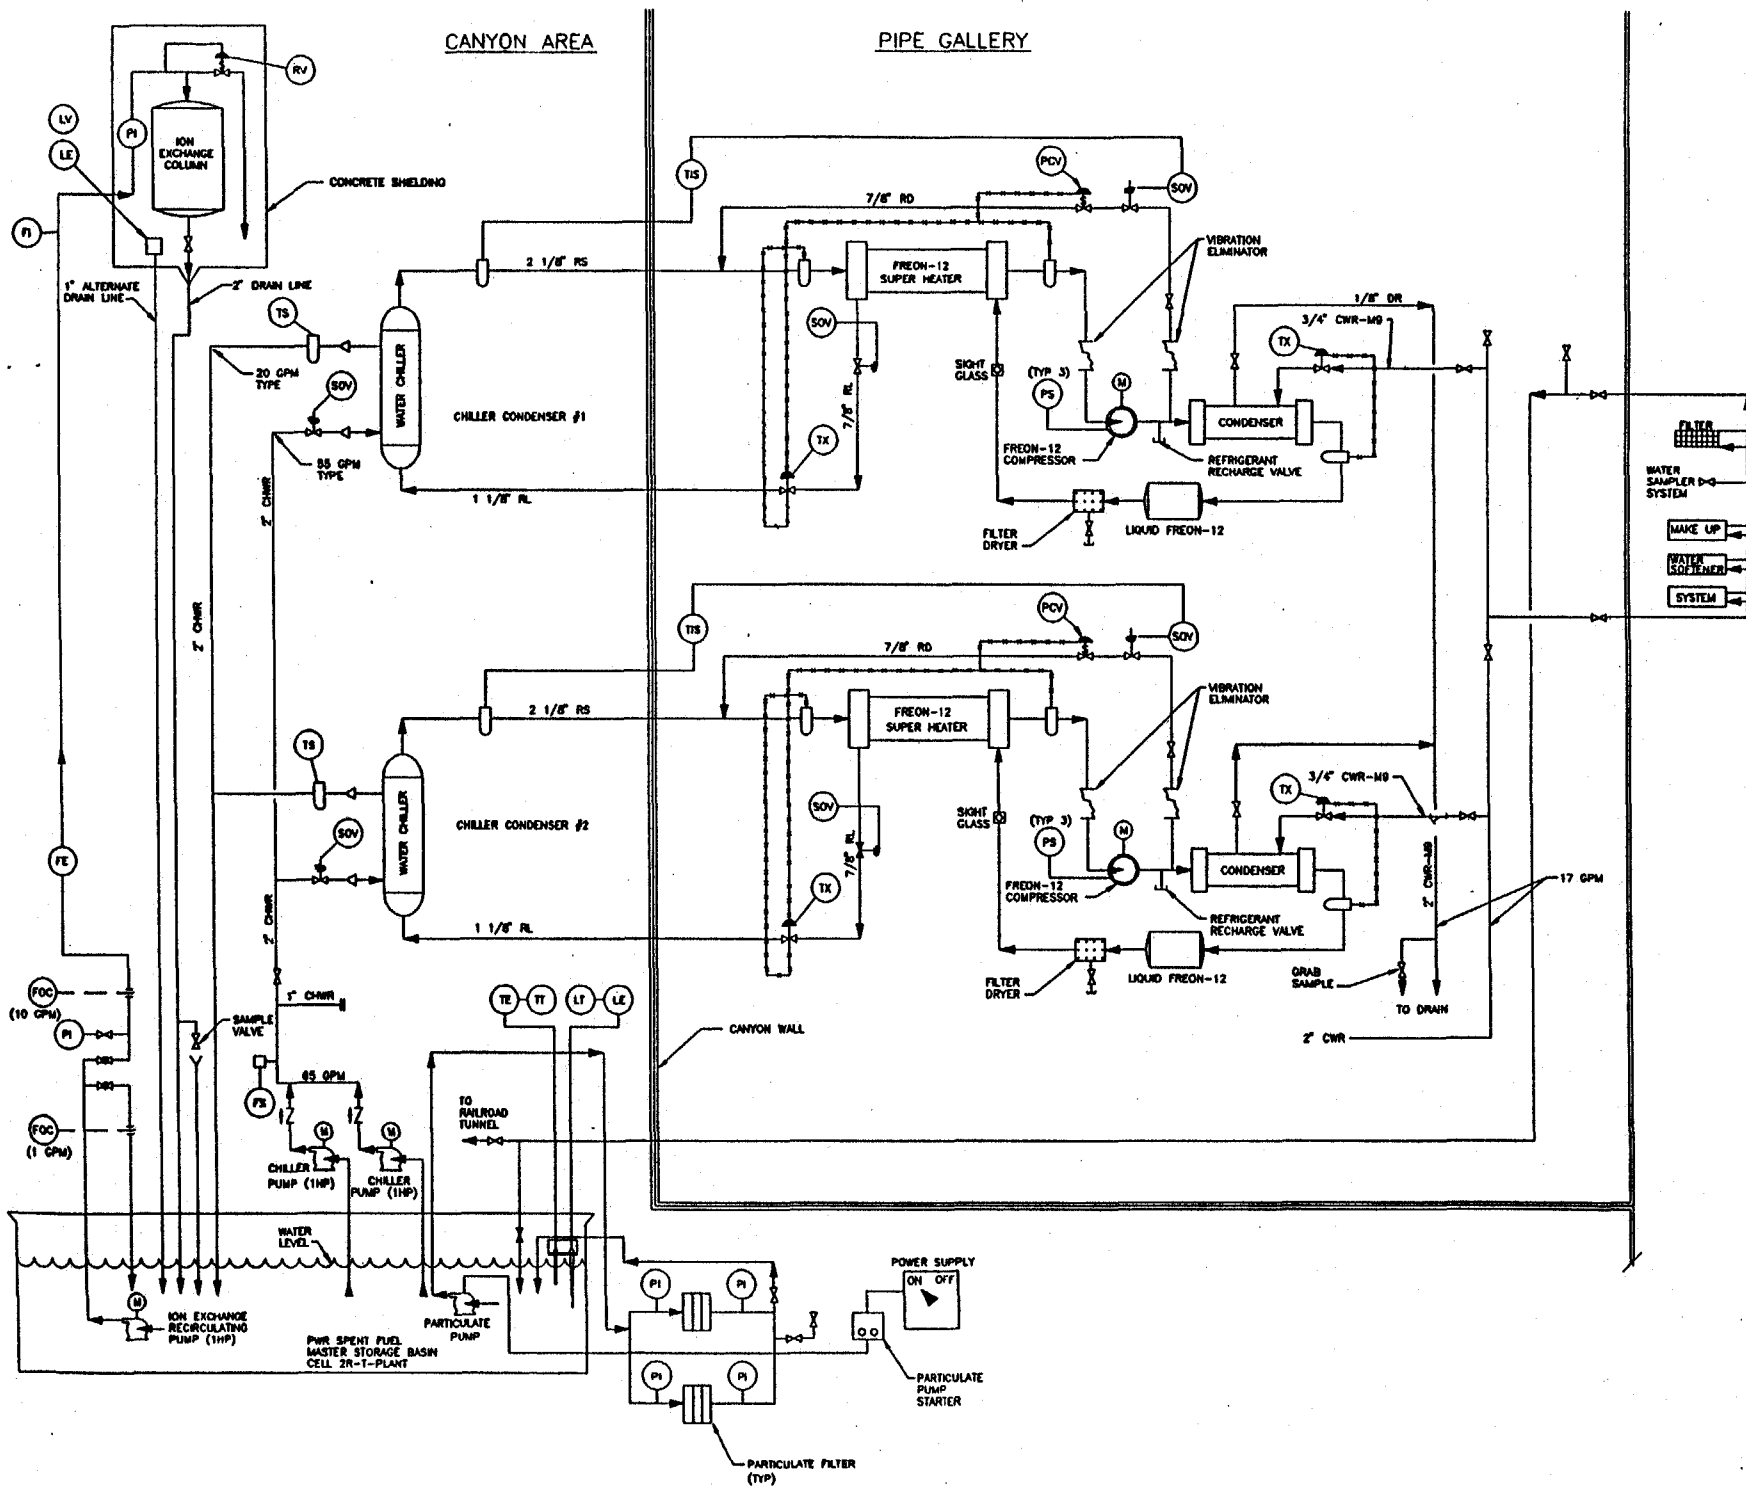 CANYON AREA
PIPE GALLERY
RV
LV
LE
PI
ION
EXCHANGE
COLUMN
CONCRETE SHIELDING
FI
1" ALTERNATE
DRAIN LINE
2" DRAIN LINE
TS
20 GPM
TYPE
SOV
55 GPM
TYPE
WATER CHILLER
CHILLER CONDENSER #1
2 1/8" RS
1 1/8" RL
2" CHWR
2" CHWR
TIS
PCV
SOV
7/8" RD
VIBRATION
ELIMINATOR
FREON-12
SUPER HEATER
SOV
7/8" RL
TX
SIGHT
GLASS
(TYP 3)
PS
M
FREON-12
COMPRESSOR
REFRIGERANT
RECHARGE VALVE
CONDENSER
1/8" DR
3/4" CWR-M9
TX
FILTER
DRYER
LIQUID FREON-12
FILTER
WATER
SAMPLER
SYSTEM
MAKE UP
WATER
SOFTENER
SYSTEM
TIS
PCV
SOV
7/8" RD
VIBRATION
ELIMINATOR
2 1/8" RS
FREON-12
SUPER HEATER
TS
SOV
WATER CHILLER
CHILLER CONDENSER #2
1 1/8" RL
SOV
7/8" RL
TX
SIGHT
GLASS
(TYP 3)
PS
M
FREON-12
COMPRESSOR
REFRIGERANT
RECHARGE VALVE
CONDENSER
3/4" CWR-M9
TX
2" CWR-M9
17 GPM
FILTER
DRYER
LIQUID FREON-12
GRAB
SAMPLE
TO DRAIN
2" CWR
FE
2" CHWR
FOC
(10 GPM)
PI
1" CHWR
SAMPLE
VALVE
FS
65 GPM
FOC
(1 GPM)
M
M
CHILLER
PUMP (1HP)
CHILLER
PUMP (1HP)
TE
TT
LT
LE
CANYON WALL
TO
RAILROAD
TUNNEL
WATER
LEVEL
M
ION EXCHANGE
RECIRCULATING
PUMP (1HP)
PARTICULATE
PUMP
PWR SPENT FUEL
MASTER STORAGE BASIN
CELL 2R-T-PLANT
PI
PI
PI
PI
POWER SUPPLY
ON OFF
PARTICULATE
PUMP
STARTER
PARTICULATE FILTER
(TYP)